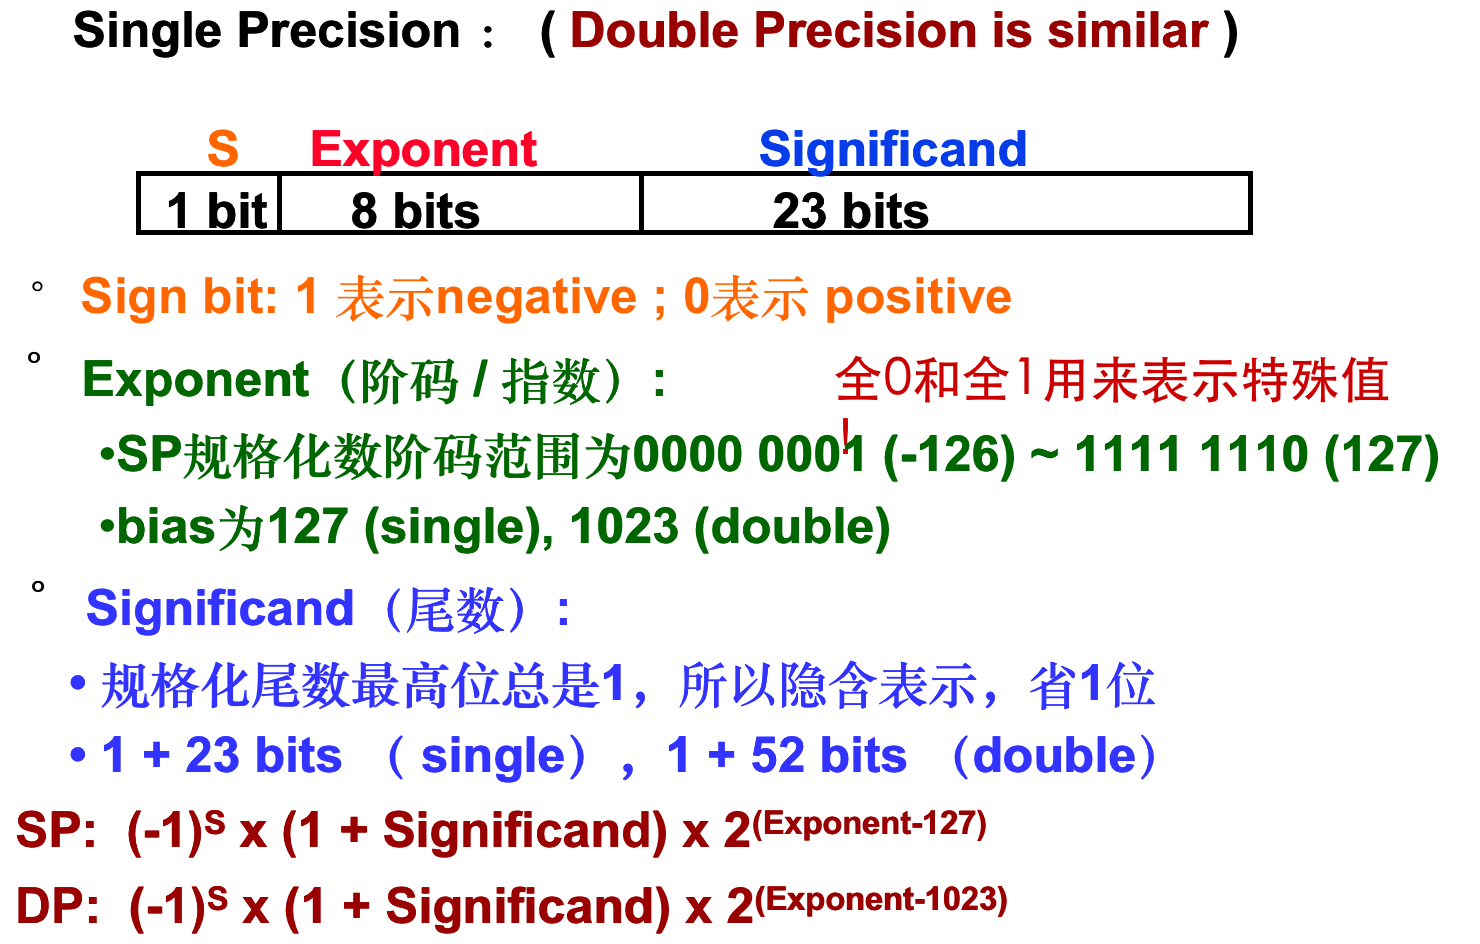 Single Precision : ( Double Precision is similar )
S Exponent Significand
1 bit 8 bits 23 bits
° Sign bit: 1 表示negative ; 0表示 positive
° Exponent（阶码 / 指数）: 全0和全1用来表示特殊值
!
•SP规格化数阶码范围为0000 0001 (-126) ~ 1111 1110 (127)
•bias为127 (single), 1023 (double)
° Significand（尾数）:
• 规格化尾数最高位总是1，所以隐含表示，省1位
• 1 + 23 bits （ single），1 + 52 bits （double）
SP: (-1)ˢ x (1 + Significand) x 2^(Exponent-127)
DP: (-1)ˢ x (1 + Significand) x 2^(Exponent-1023)